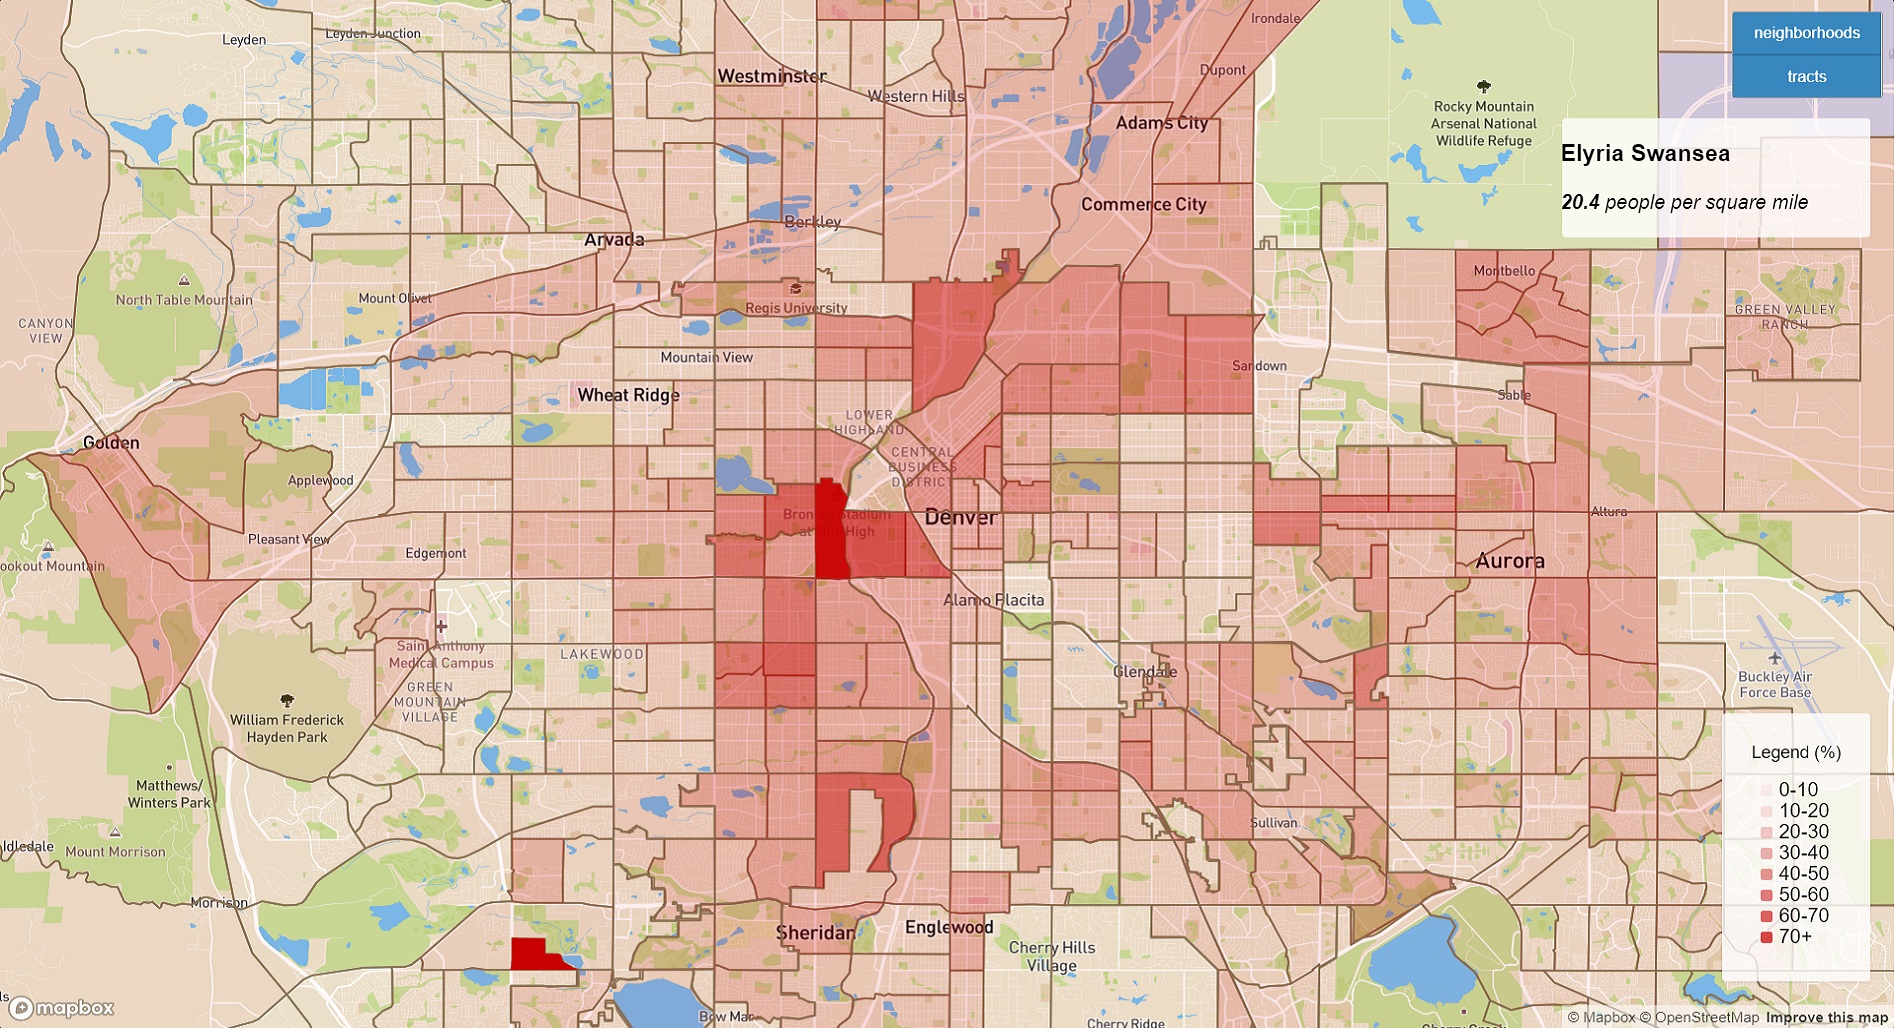 Irondale
Leyden
Leyden Junction
neighborhoods
Westminster
Dupont
tracts
Western Hills
Rocky Mountain
Arsenal National
Wildlife Refuge
Adams City
Elyria Swansea
20.4 people per square mile
Commerce City
Berkley
Arvada
Montbello
North Table Mountain
Mount Olivet
Regis University
GREEN VALLEY
RANCH
CANYON
VIEW
Mountain View
Sandown
Wheat Ridge
Sable
LOWER
HIGHLAND
Golden
CENTRAL
BUSINESS
DISTRICT
Applewood
Broncos Stadium
at Mile High
Denver
Altura
Pleasant View
Edgemont
Aurora
ookout Mountain
Alamo Placita
Saint Anthony
Medical Campus
LAKEWOOD
Glendale
Buckley Air
Force Base
GREEN
MOUNTAIN
VILLAGE
William Frederick
Hayden Park
Legend (%)
0-10
10-20
20-30
30-40
40-50
50-60
60-70
70+
Matthews/
Winters Park
Sullivan
Idledale
Mount Morrison
Morrison
Sheridan
Englewood
Cherry Hills
Village
ls
mapbox
Bow Mar
Cherry Ridge
© Mapbox © OpenStreetMap Improve this map